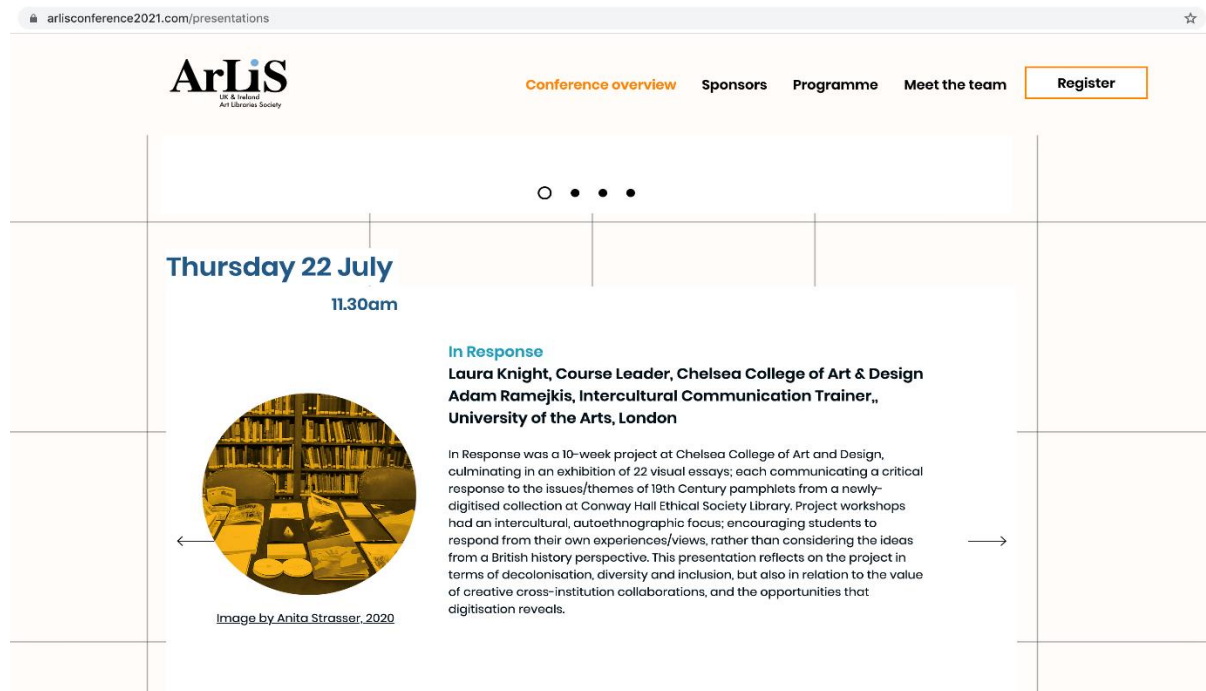 arlisconference2021.com/presentations
ArLiS
UK & Ireland
Art Libraries Society
Conference overview
Sponsors
Programme
Meet the team
Register
Thursday 22 July
11.30am
In Response
Laura Knight, Course Leader, Chelsea College of Art & Design
Adam Ramejkis, Intercultural Communication Trainer,,
University of the Arts, London
In Response was a 10-week project at Chelsea College of Art and Design,
culminating in an exhibition of 22 visual essays; each communicating a critical
response to the issues/themes of 19th Century pamphlets from a newly-
digitised collection at Conway Hall Ethical Society Library. Project workshops
had an intercultural, autoethnographic focus; encouraging students to
respond from their own experiences/views, rather than considering the ideas
from a British history perspective. This presentation reflects on the project in
terms of decolonisation, diversity and inclusion, but also in relation to the value
of creative cross-institution collaborations, and the opportunities that
digitisation reveals.
Image by Anita Strasser, 2020